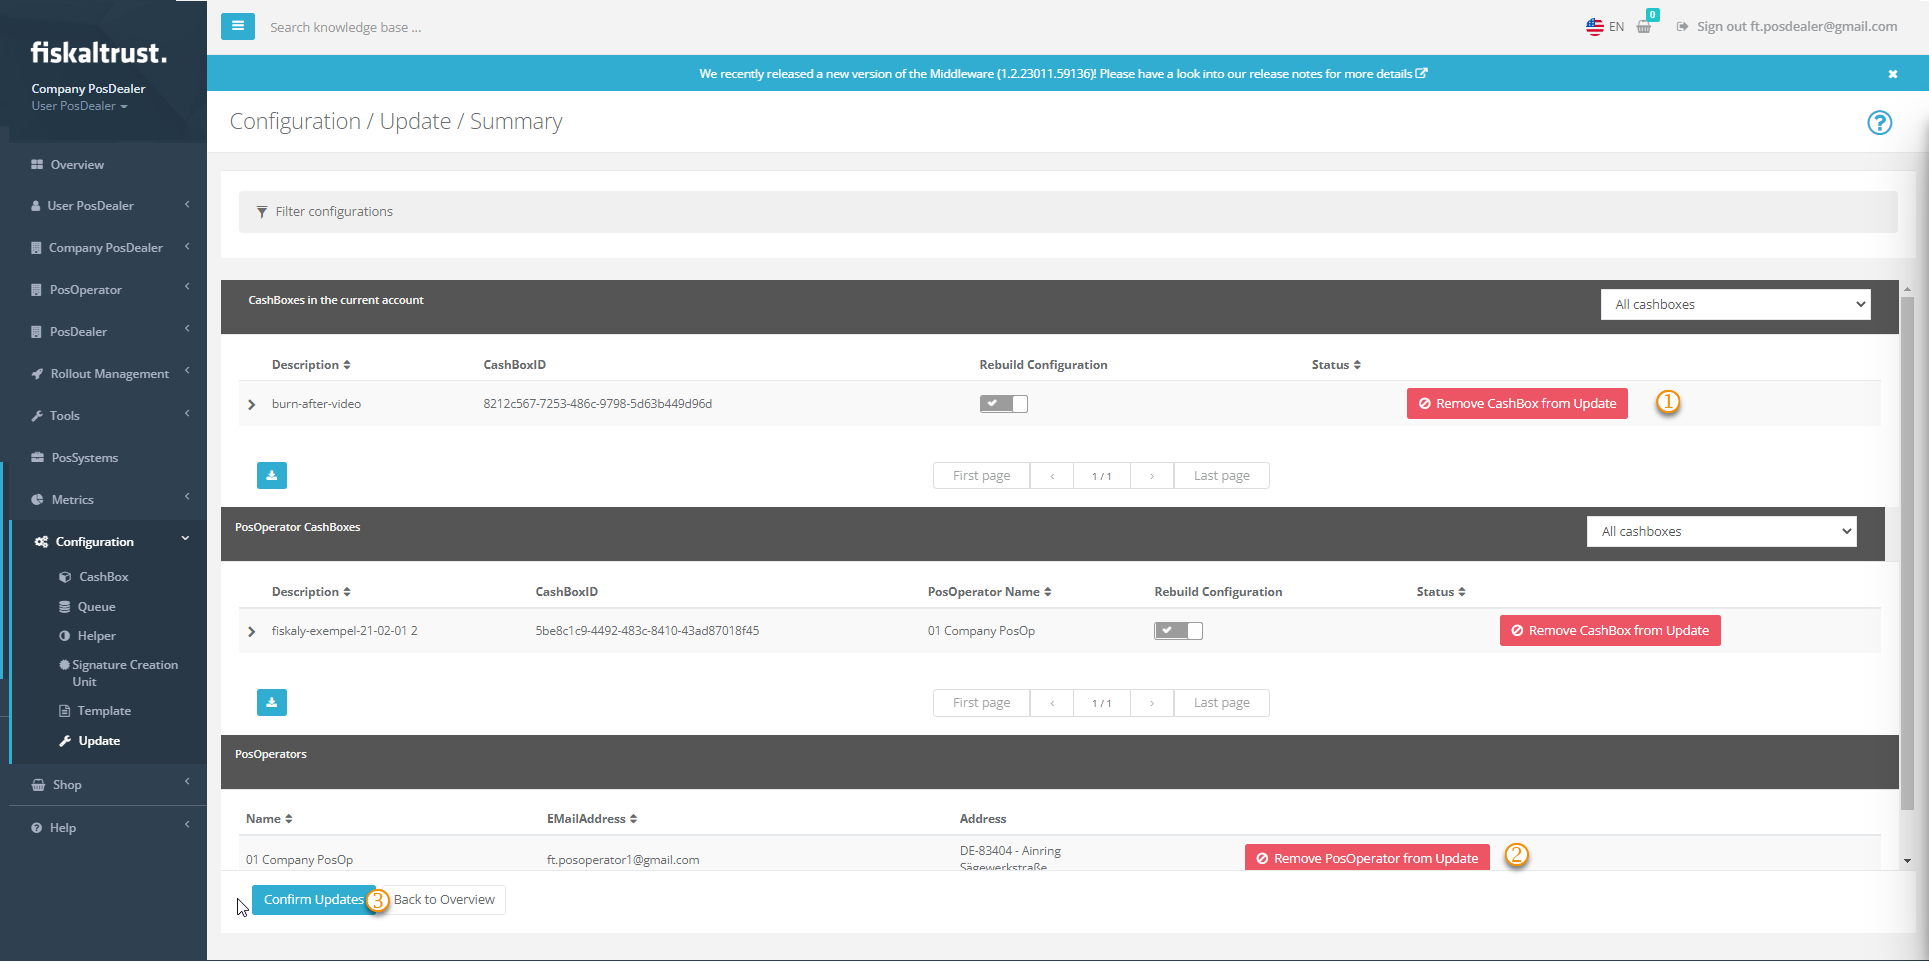 fiskaltrust.
Company PosDealer
User PosDealer
Overview
User PosDealer
Company PosDealer
PosOperator
PosDealer
Rollout Management
Tools
PosSystems
Metrics
Configuration
CashBox
Queue
Helper
Signature Creation
Unit
Template
Update
Shop
Help
Search knowledge base ...
EN
0
Sign out ft.posdealer@gmail.com
We recently released a new version of the Middleware (1.2.23011.59136)! Please have a look into our release notes for more details
Configuration / Update / Summary
Filter configurations
CashBoxes in the current account
All cashboxes
Description CashBoxID Rebuild Configuration Status
burn-after-video 8212c567-7253-486c-9798-5d63b449d96d Remove CashBox from Update 1
First page ‹ 1 / 1 › Last page
PosOperator CashBoxes
All cashboxes
Description CashBoxID PosOperator Name Rebuild Configuration Status
fiskaly-exempel-21-02-01 2 5be8c1c9-4492-483c-8410-43ad87018f45 01 Company PosOp Remove CashBox from Update
First page ‹ 1 / 1 › Last page
PosOperators
Name EMailAddress Address
01 Company PosOp ft.posoperator1@gmail.com DE-83404 - Ainring Remove PosOperator from Update 2
Sägewerkstraße
Confirm Updates 3 Back to Overview